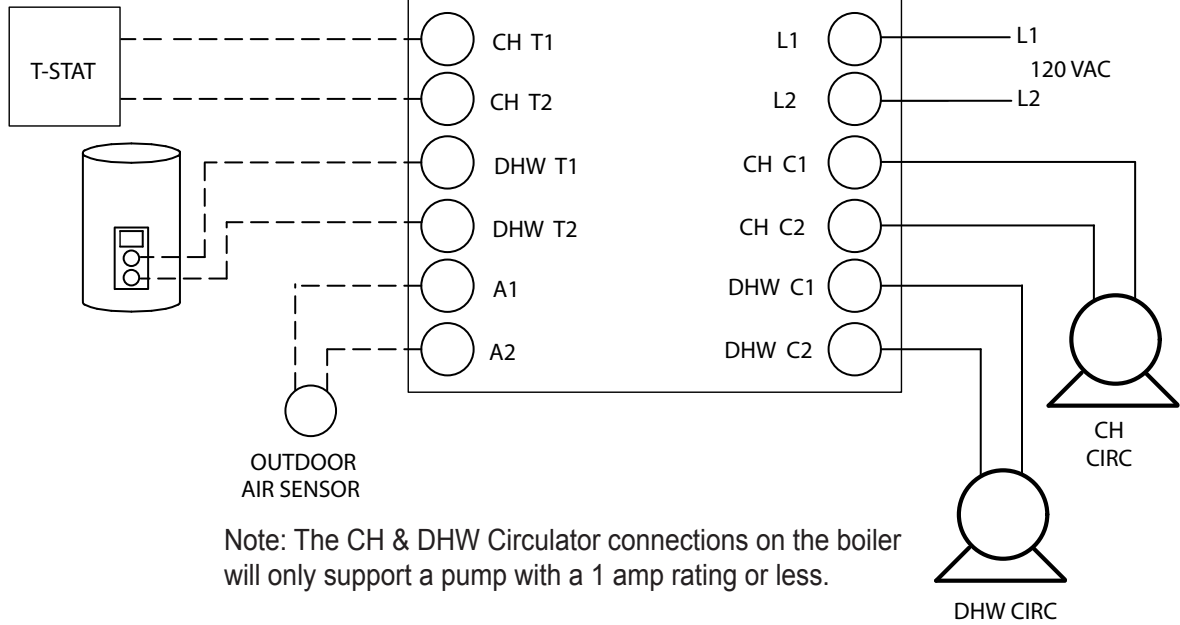 T-STAT
CH T1
CH T2
DHW T1
DHW T2
A1
A2
L1
L2
CH C1
CH C2
DHW C1
DHW C2
L1
120 VAC
L2
CH
CIRC
OUTDOOR
AIR SENSOR
Note: The CH & DHW Circulator connections on the boiler
will only support a pump with a 1 amp rating or less.
DHW CIRC